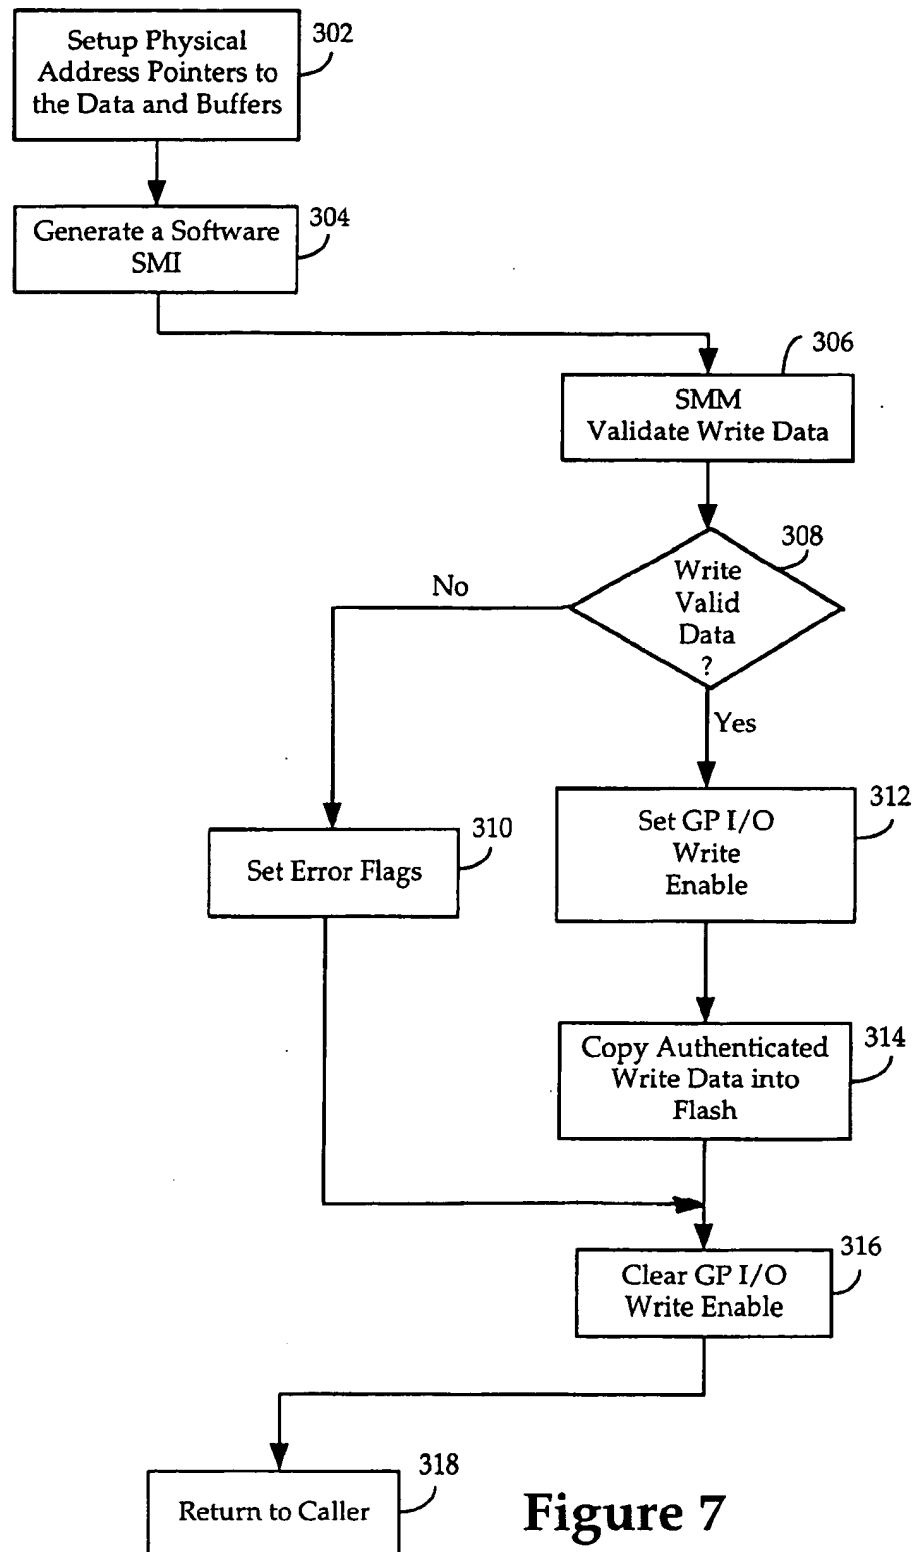 Setup Physical
Address Pointers to
the Data and Buffers
302
Generate a Software
SMI
304
306
SMM
Validate Write Data
308
Write
Valid
Data
?
No
Yes
310
Set Error Flags
312
Set GP I/O
Write
Enable
314
Copy Authenticated
Write Data into
Flash
316
Clear GP I/O
Write Enable
318
Return to Caller
Figure 7